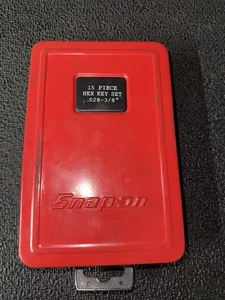 15 PIECE
HEX KEY SET
.028-3/8"
Snap-on